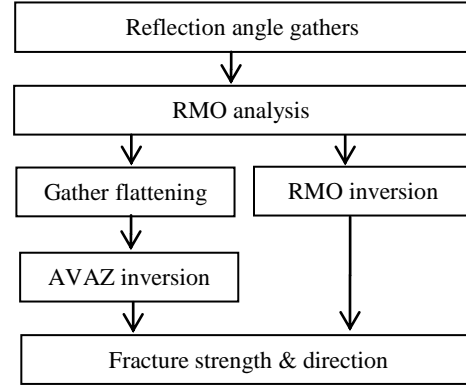 Reflection angle gathers
RMO analysis
Gather flattening
RMO inversion
AVAZ inversion
Fracture strength & direction